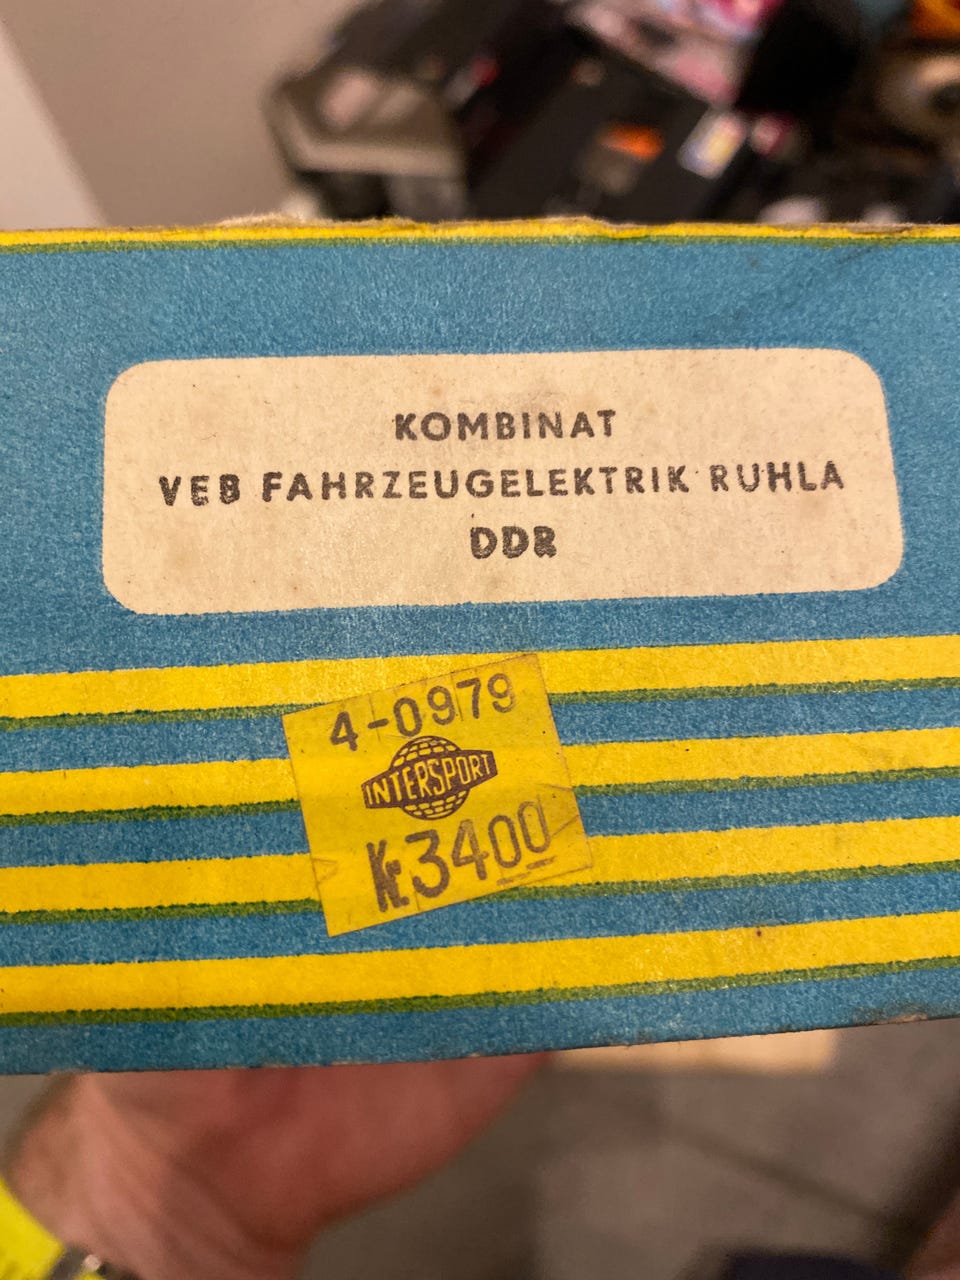 KOMBINAT
VEB FAHRZEUGELEKTRIK RUHLA
DDR
4-0979
INTERSPORT
Kr. 3400